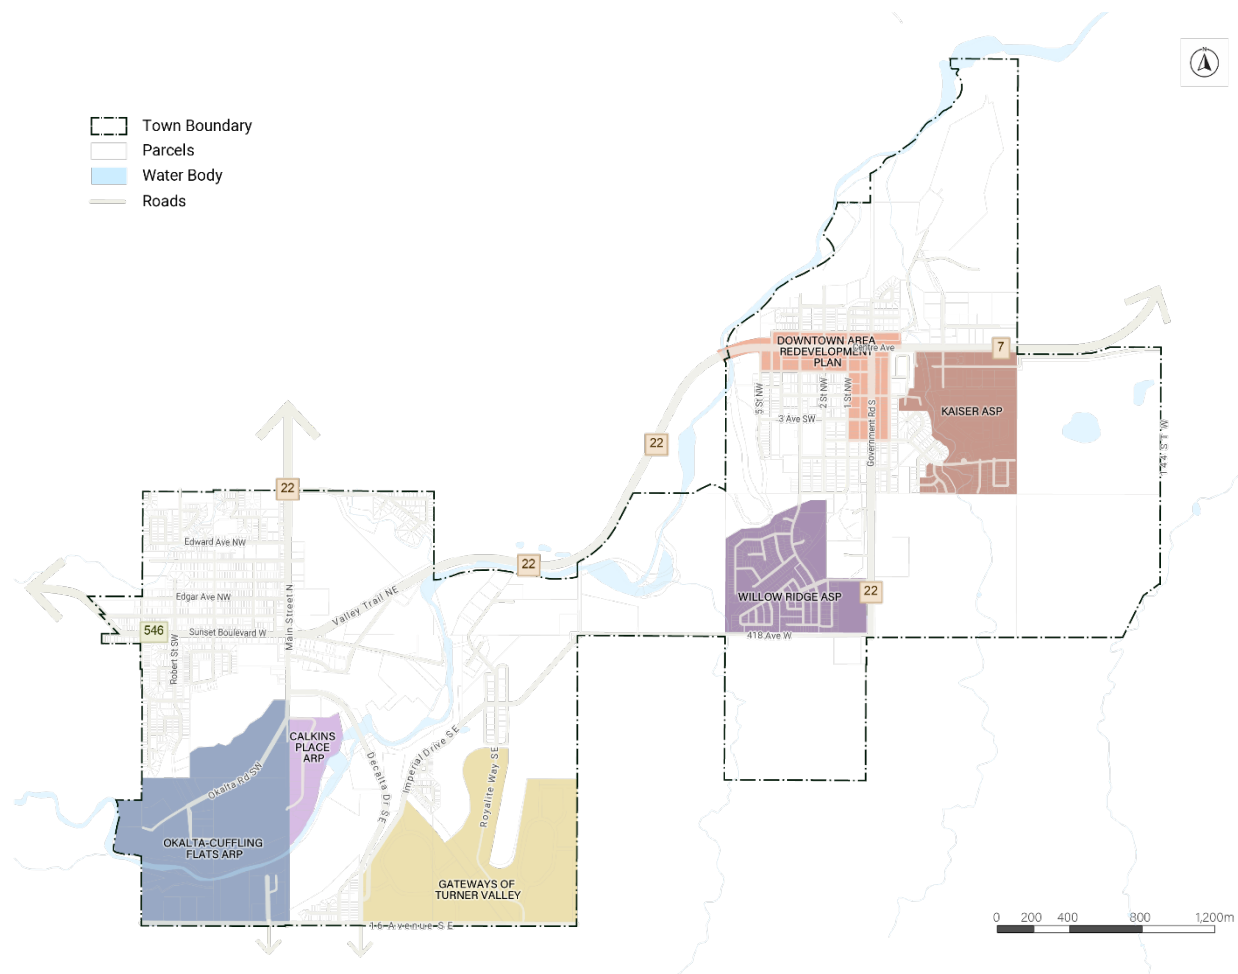 N
Town Boundary
Parcels
Water Body
Roads
7
DOWNTOWN AREA
REDEVELOPMENT
PLAN
Centre Ave
5 St NW
2 St NW
1 St NW
3 Ave SW
Government Rd S
KAISER ASP
144 ST W
22
22
Edward Ave NW
22
Edgar Ave NW
Valley Trail NE
Main Street N
WILLOW RIDGE ASP
22
546
Sunset Boulevard W
418 Ave W
Robert St SW
CALKINS
PLACE
ARP
Okalta Rd SW
Decalta Dr SE
Imperial Drive SE
Royalite Way SE
OKALTA-CUFFLING
FLATS ARP
GATEWAYS OF
TURNER VALLEY
16 Avenue SE
0 200 400 800 1,200m